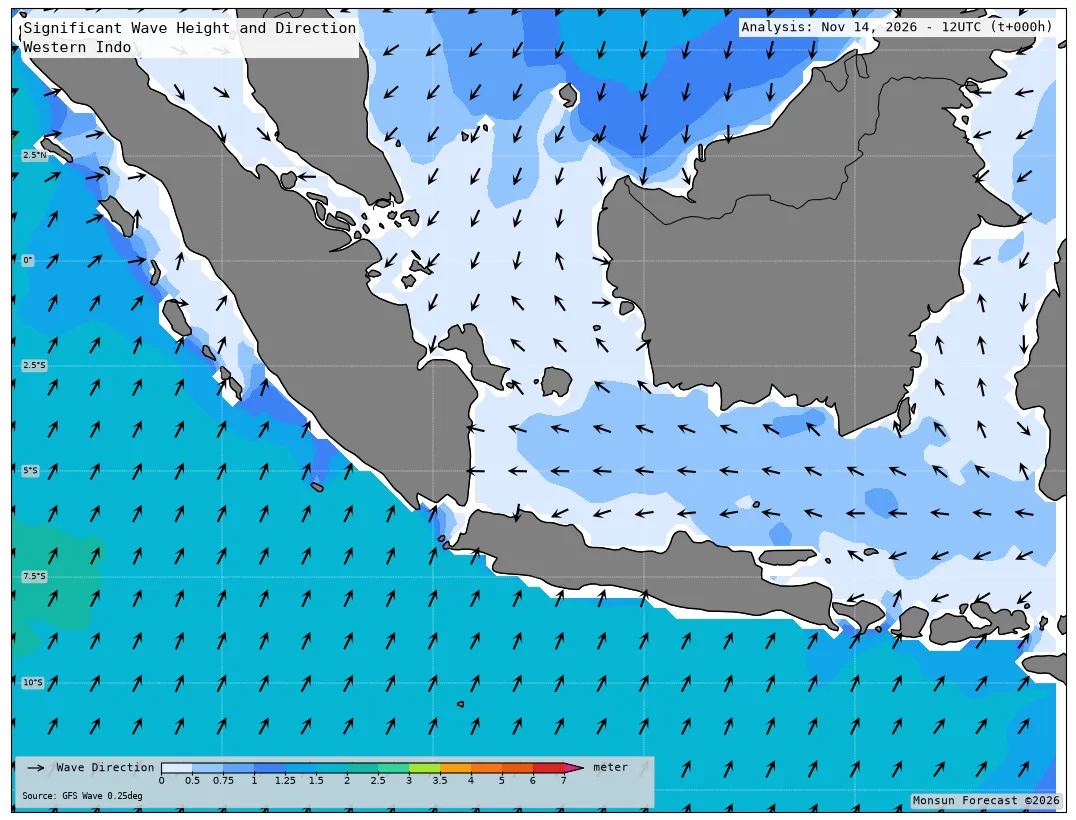 Significant Wave Height and Direction
Western Indo
Analysis: Nov 14, 2026 - 12UTC (t+000h)
2.5°N
0°
2.5°S
5°S
7.5°S
10°S
Wave Direction
meter
0 0.5 0.75 1 1.25 1.5 2 2.5 3 3.5 4 5 6 7
Source: GFS Wave 0.25deg
Monsun Forecast ©2026